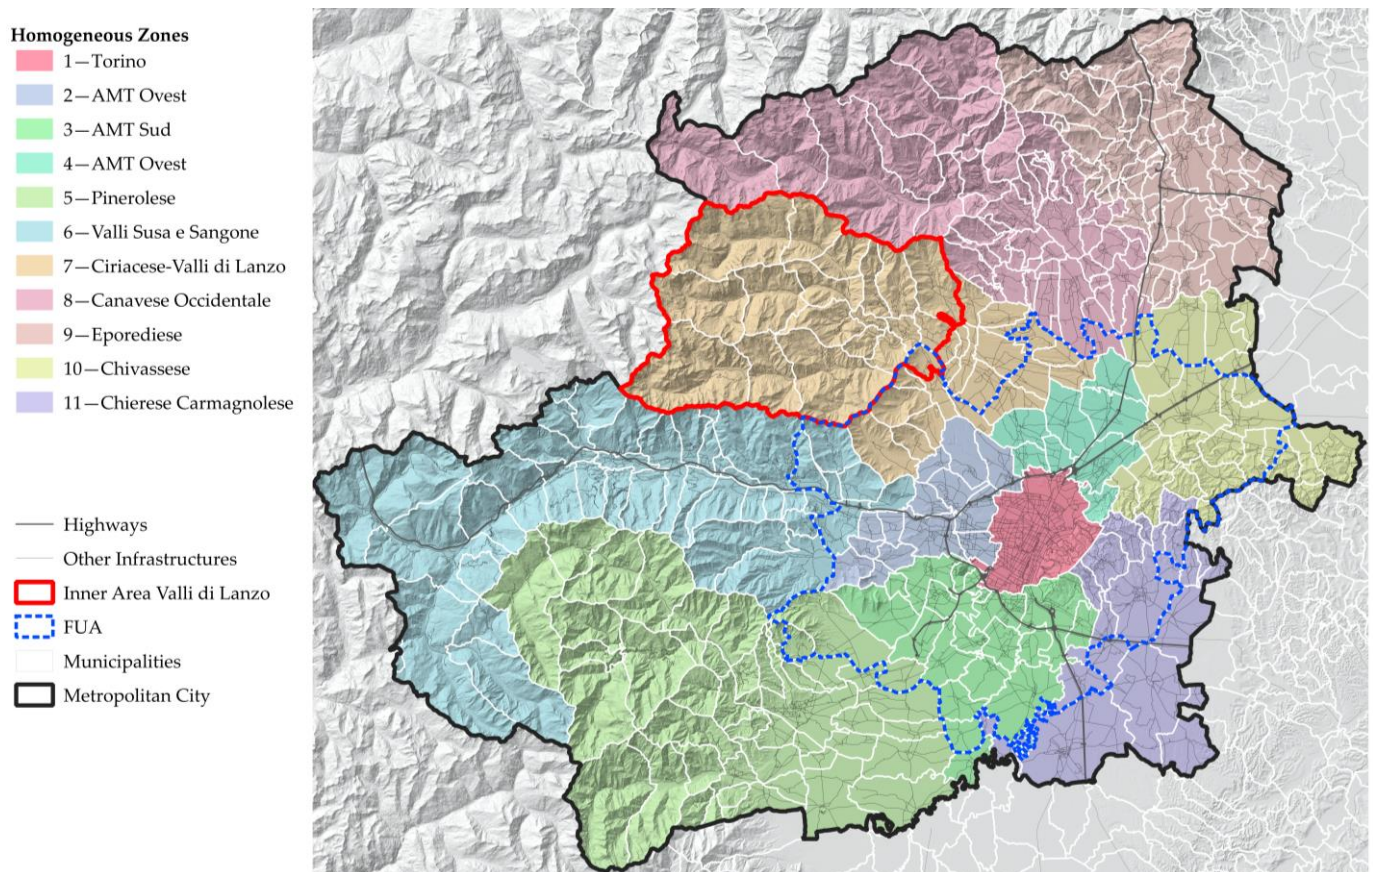 Homogeneous Zones
1—Torino
2—AMT Ovest
3—AMT Sud
4—AMT Ovest
5—Pinerolese
6—Valli Susa e Sangone
7—Ciriacese-Valli di Lanzo
8—Canavese Occidentale
9—Eporediese
10—Chivassese
11—Chierese Carmagnolese
Highways
Other Infrastructures
Inner Area Valli di Lanzo
FUA
Municipalities
Metropolitan City